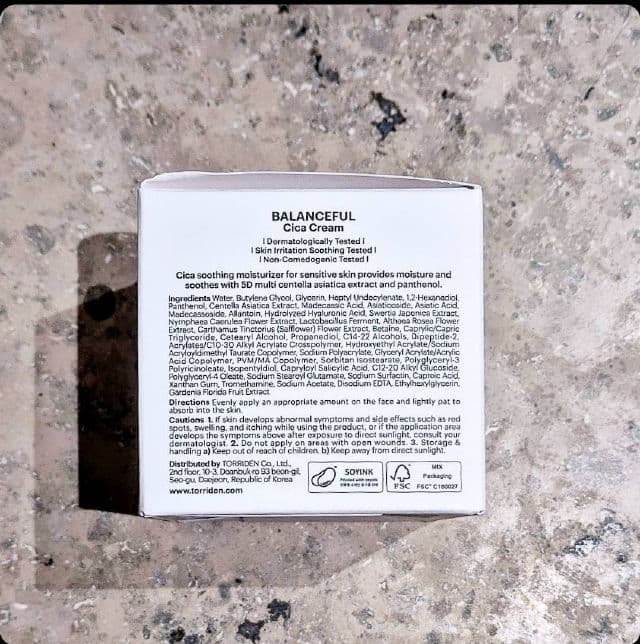 BALANCEFUL
Cica Cream
| Dermatologically Tested |
| Skin Irritation Soothing Tested |
| Non-Comedogenic Tested |
Cica soothing moisturizer for sensitive skin provides moisture and
soothes with 5D multi centella asiatica extract and panthenol.
Ingredients Water, Butylene Glycol, Glycerin, Heptyl Undecylenate, 1,2-Hexanediol,
Panthenol, Centella Asiatica Extract, Madecassic Acid, Asiaticoside, Asiatic Acid,
Madecassoside, Allantoin, Hydrolyzed Hyaluronic Acid, Swertia Japonica Extract,
Nymphaea Caerulea Flower Extract, Lactobacillus Ferment, Althaea Rosea Flower
Extract, Carthamus Tinctorius (Safflower) Flower Extract, Betaine, Caprylic/Capric
Triglyceride, Cetearyl Alcohol, Propanediol, C14-22 Alcohols, Dipeptide-2,
Acrylates/C10-30 Alkyl Acrylate Crosspolymer, Hydroxyethyl Acrylate/Sodium
Acryloyldimethyl Taurate Copolymer, Sodium Polyacrylate, Glyceryl Acrylate/Acrylic
Acid Copolymer, PVM/MA Copolymer, Sorbitan Isostearate, Polyglyceryl-3
Polyricinoleate, Isopentyldiol, Capryloyl Salicylic Acid, C12-20 Alkyl Glucoside,
Polyglyceryl-4 Oleate, Sodium Stearoyl Glutamate, Sodium Surfactin, Caproic Acid,
Xanthan Gum, Tromethamine, Sodium Acetate, Disodium EDTA, Ethylhexylglycerin,
Gardenia Florida Fruit Extract
Directions Evenly apply an appropriate amount on the face and lightly pat to
absorb into the skin.
Cautions 1. If skin develops abnormal symptoms and side effects such as red
spots, swelling, and itching while using the product, or if the application area
develops the symptoms above after exposure to direct sunlight, consult your
dermatologist. 2. Do not apply on areas with open wounds. 3. Storage &
handling a) Keep out of reach of children. b) Keep away from direct sunlight.
Distributed by TORRIDEN Co., Ltd.,
2nd floor, 10-3, Doanbuk-ro 93 beon-gil,
Seo-gu, Daejeon, Republic of Korea
www.torriden.com
SOYINK
Printed with soyink
FSC
MIX
Packaging
FSC® C160027